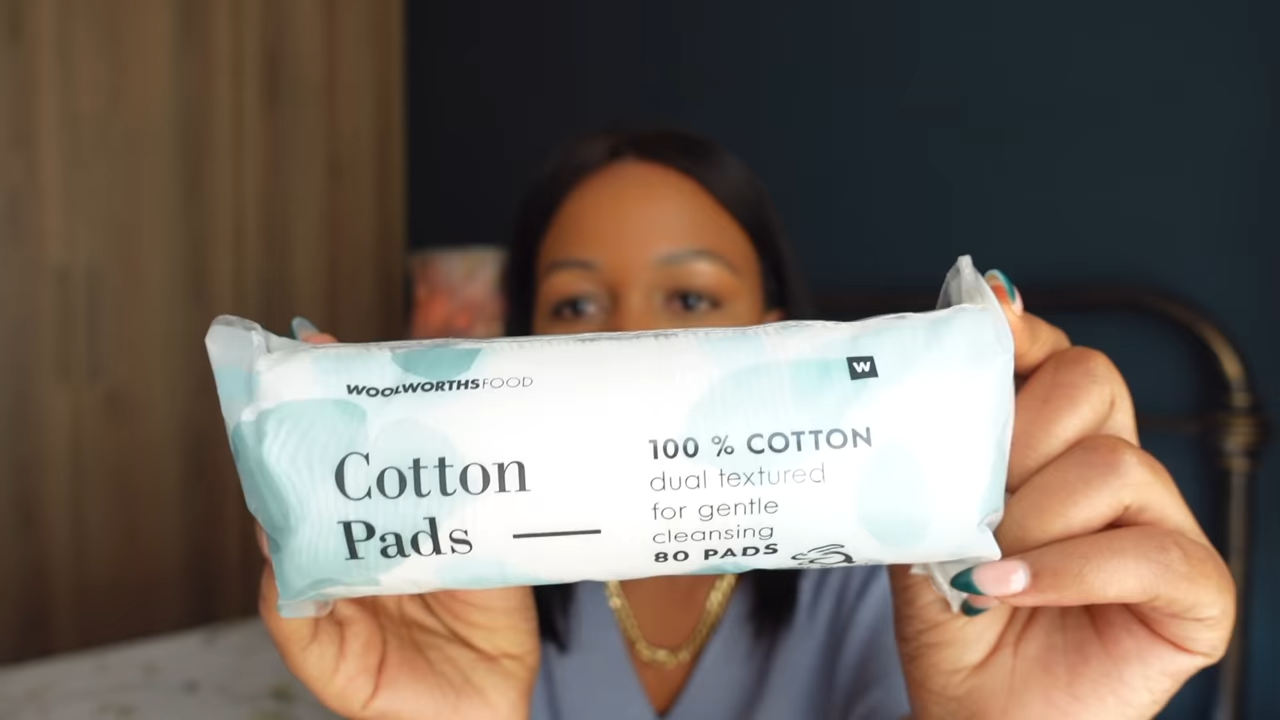 WOOLWORTHSFOOD
W
Cotton
Pads
100 % COTTON
dual textured
for gentle
cleansing
80 PADS